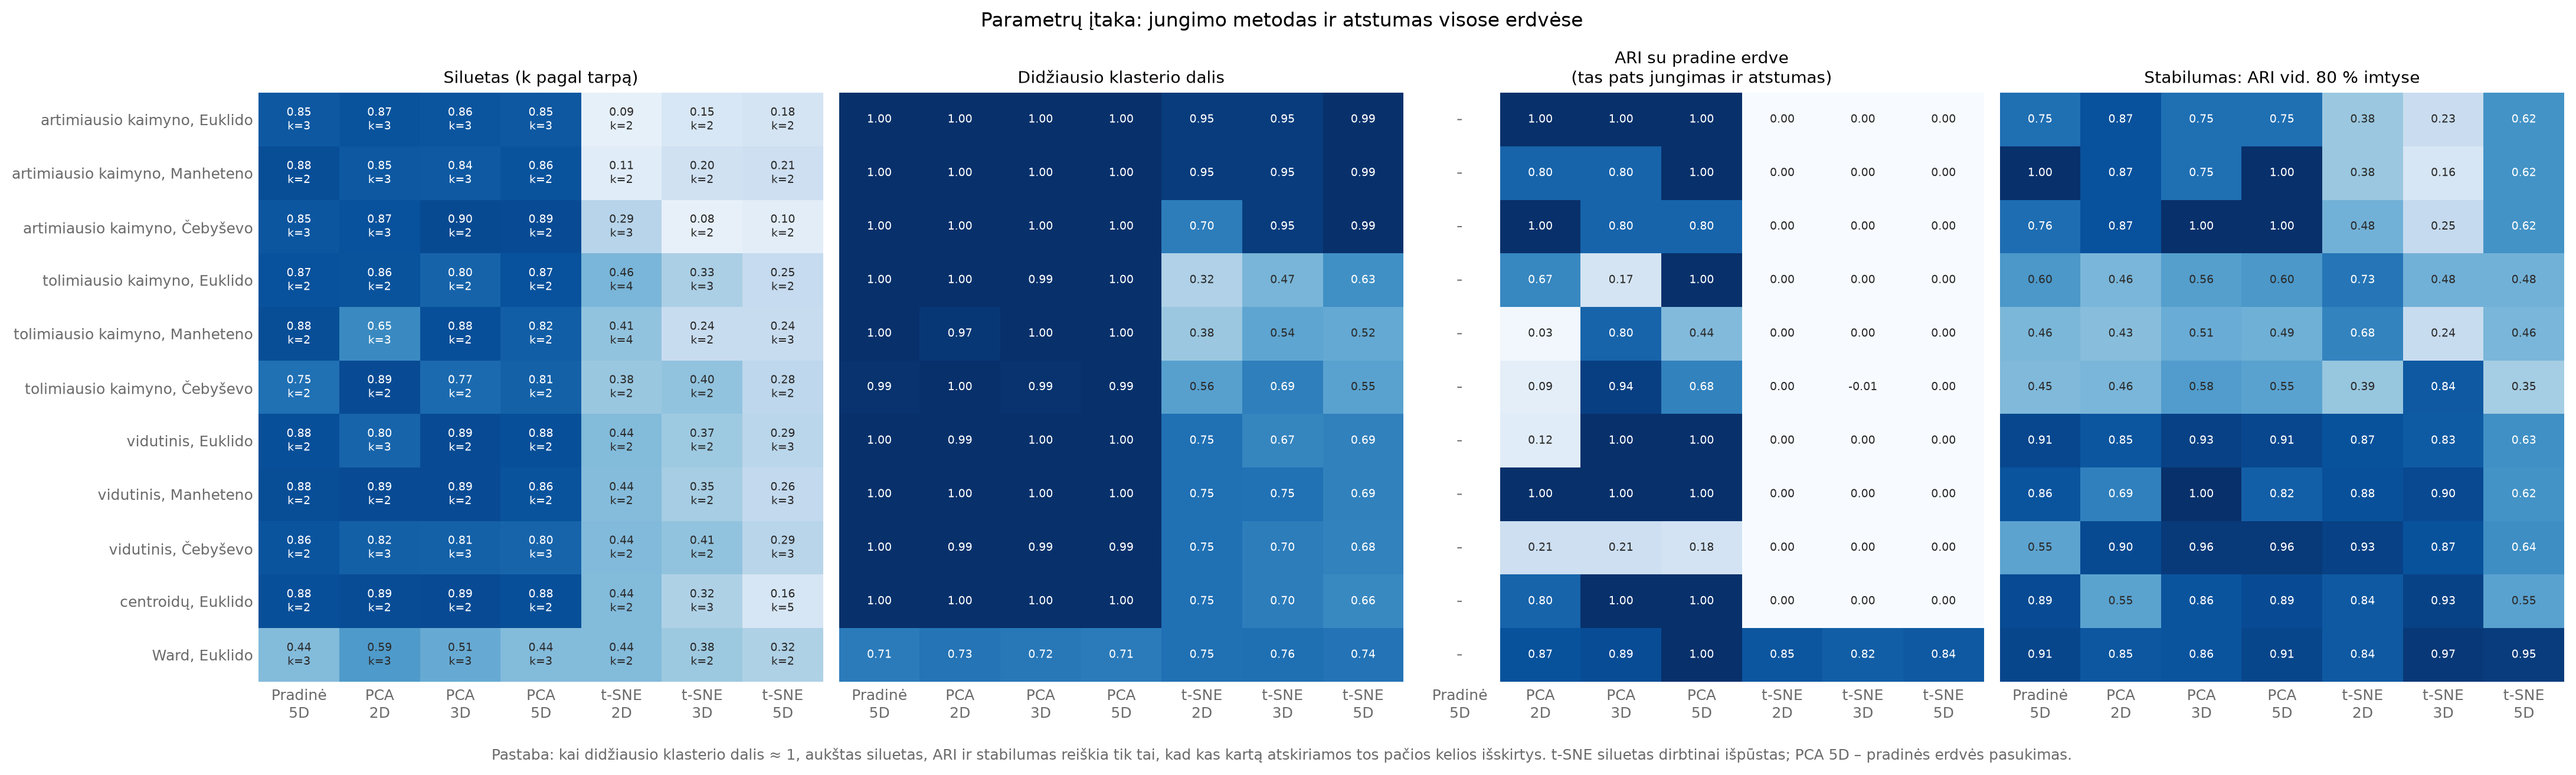 Parametrų įtaka: jungimo metodas ir atstumas visose erdvėse
Siluetas (k pagal tarpą)
Didžiausio klasterio dalis
ARI su pradine erdve
(tas pats jungimas ir atstumas)
Stabilumas: ARI vid. 80 % imtyse
artimiausio kaimyno, Euklido
0.85 0.87 0.86 0.85 0.09 0.15 0.18
k=3 k=3 k=3 k=3 k=2 k=2 k=2
1.00 1.00 1.00 1.00 0.95 0.95 0.99
– 1.00 1.00 1.00 0.00 0.00 0.00
0.75 0.87 0.75 0.75 0.38 0.23 0.62
artimiausio kaimyno, Manheteno
0.88 0.85 0.84 0.86 0.11 0.20 0.21
k=2 k=3 k=3 k=2 k=2 k=2 k=2
1.00 1.00 1.00 1.00 0.95 0.95 0.99
– 0.80 0.80 1.00 0.00 0.00 0.00
1.00 0.87 0.75 1.00 0.38 0.16 0.62
artimiausio kaimyno, Čebyševo
0.85 0.87 0.90 0.89 0.29 0.08 0.10
k=3 k=3 k=2 k=2 k=3 k=2 k=2
1.00 1.00 1.00 1.00 0.70 0.95 0.99
– 1.00 0.80 0.80 0.00 0.00 0.00
0.76 0.87 1.00 1.00 0.48 0.25 0.62
tolimiausio kaimyno, Euklido
0.87 0.86 0.80 0.87 0.46 0.33 0.25
k=2 k=2 k=2 k=2 k=4 k=3 k=2
1.00 1.00 0.99 1.00 0.32 0.47 0.63
– 0.67 0.17 1.00 0.00 0.00 0.00
0.60 0.46 0.56 0.60 0.73 0.48 0.48
tolimiausio kaimyno, Manheteno
0.88 0.65 0.88 0.82 0.41 0.24 0.24
k=2 k=3 k=2 k=2 k=4 k=2 k=3
1.00 0.97 1.00 1.00 0.38 0.54 0.52
– 0.03 0.80 0.44 0.00 0.00 0.00
0.46 0.43 0.51 0.49 0.68 0.24 0.46
tolimiausio kaimyno, Čebyševo
0.75 0.89 0.77 0.81 0.38 0.40 0.28
k=2 k=2 k=2 k=2 k=2 k=2 k=2
0.99 1.00 0.99 0.99 0.56 0.69 0.55
– 0.09 0.94 0.68 0.00 -0.01 0.00
0.45 0.46 0.58 0.55 0.39 0.84 0.35
vidutinis, Euklido
0.88 0.80 0.89 0.88 0.44 0.37 0.29
k=2 k=3 k=2 k=2 k=2 k=2 k=3
1.00 0.99 1.00 1.00 0.75 0.67 0.69
– 0.12 1.00 1.00 0.00 0.00 0.00
0.91 0.85 0.93 0.91 0.87 0.83 0.63
vidutinis, Manheteno
0.88 0.89 0.89 0.86 0.44 0.35 0.26
k=2 k=2 k=2 k=2 k=2 k=2 k=3
1.00 1.00 1.00 1.00 0.75 0.75 0.69
– 1.00 1.00 1.00 0.00 0.00 0.00
0.86 0.69 1.00 0.82 0.88 0.90 0.62
vidutinis, Čebyševo
0.86 0.82 0.81 0.80 0.44 0.41 0.29
k=2 k=3 k=3 k=3 k=2 k=2 k=3
1.00 0.99 0.99 0.99 0.75 0.70 0.68
– 0.21 0.21 0.18 0.00 0.00 0.00
0.55 0.90 0.96 0.96 0.93 0.87 0.64
centroidų, Euklido
0.88 0.89 0.89 0.88 0.44 0.32 0.16
k=2 k=2 k=2 k=2 k=2 k=3 k=5
1.00 1.00 1.00 1.00 0.75 0.70 0.66
– 0.80 1.00 1.00 0.00 0.00 0.00
0.89 0.55 0.86 0.89 0.84 0.93 0.55
Ward, Euklido
0.44 0.59 0.51 0.44 0.44 0.38 0.32
k=3 k=3 k=3 k=3 k=2 k=2 k=2
0.71 0.73 0.72 0.71 0.75 0.76 0.74
– 0.87 0.89 1.00 0.85 0.82 0.84
0.91 0.85 0.86 0.91 0.84 0.97 0.95
Pradinė PCA PCA PCA t-SNE t-SNE t-SNE
5D 2D 3D 5D 2D 3D 5D
Pradinė PCA PCA PCA t-SNE t-SNE t-SNE
5D 2D 3D 5D 2D 3D 5D
Pradinė PCA PCA PCA t-SNE t-SNE t-SNE
5D 2D 3D 5D 2D 3D 5D
Pradinė PCA PCA PCA t-SNE t-SNE t-SNE
5D 2D 3D 5D 2D 3D 5D
Pastaba: kai didžiausio klasterio dalis ≈ 1, aukštas siluetas, ARI ir stabilumas reiškia tik tai, kad kas kartą atskiriamos tos pačios kelios išskirtys. t-SNE siluetas dirbtinai išpūstas; PCA 5D – pradinės erdvės pasukimas.